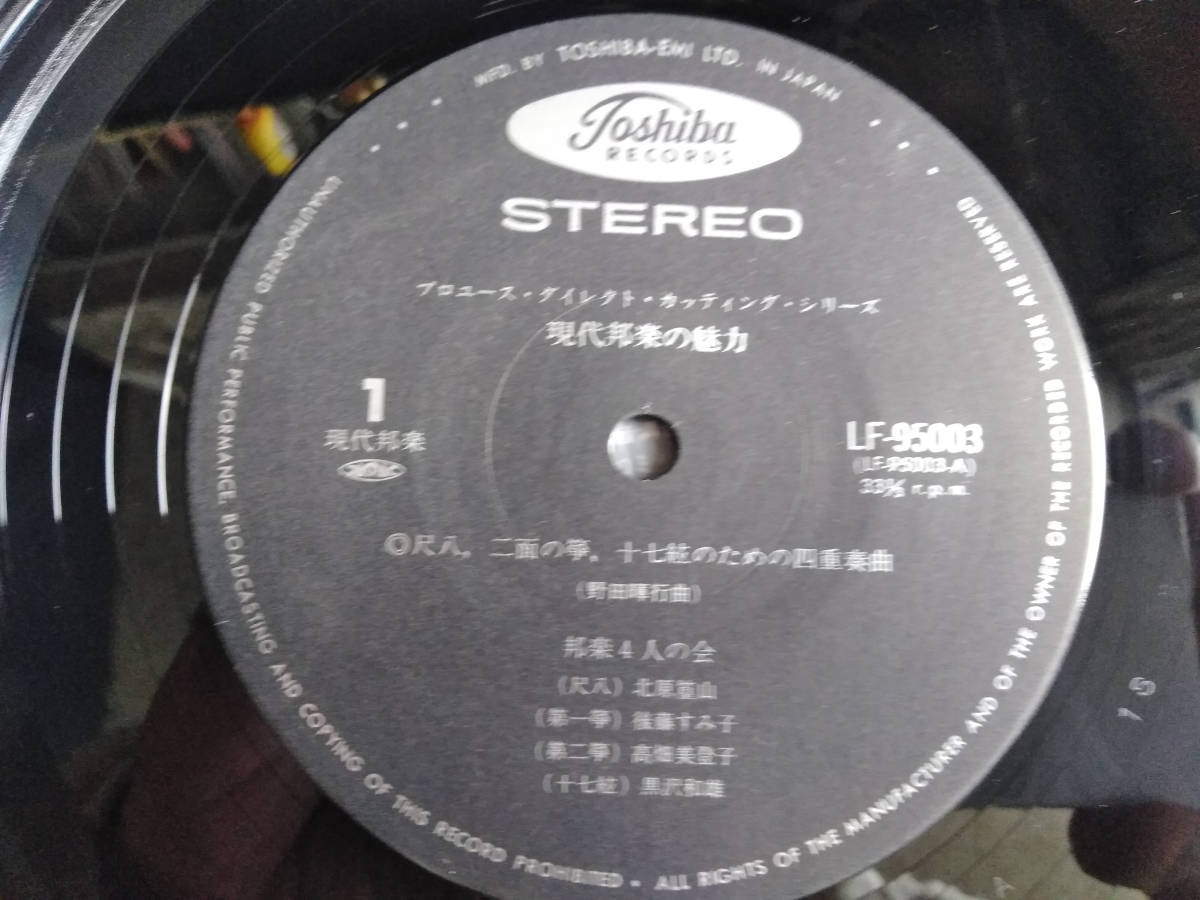 MFD. BY TOSHIBA-EMI LTD. IN JAPAN
Toshiba
RECORDS
STEREO
プロユース・ダイレクト・カッティング・シリーズ
現代邦楽の魅力
1
現代邦楽
LF-95003
(LF-95003-A)
33⅓ r.p.m.
◎尺八，二面の箏，十七絃のための四重奏曲
(野田暉行曲)
邦楽4人の会
(尺八) 北原篁山
(第一箏) 後藤すみ子
(第二箏) 高畑美登子
(十七絃) 黒沢和雄
UNAUTHORIZED PUBLIC PERFORMANCE, BROADCASTING AND COPYING OF THIS RECORD PROHIBITED • ALL RIGHTS OF THE MANUFACTURER AND OF THE OWNER OF THE RECORDED WORK ARE RESERVED